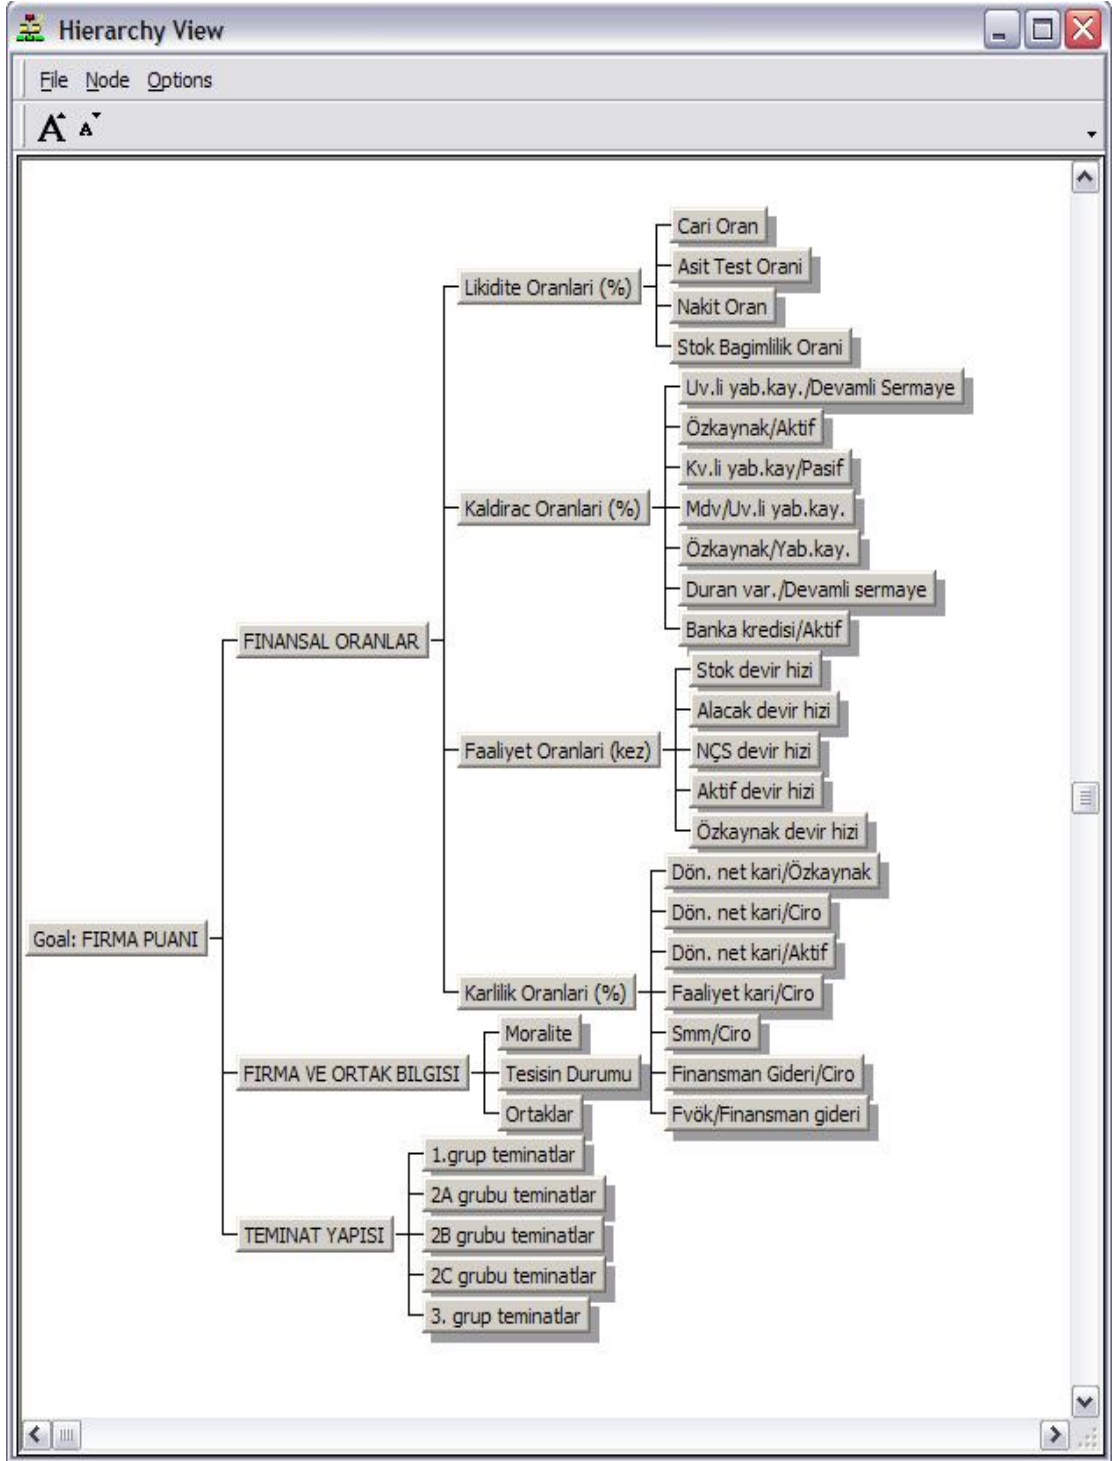 Hierarchy View
File Node Options
A A
Cari Oran
Asit Test Orani
Likidite Oranlari (%)
Nakit Oran
Stok Bagimlilik Orani
Uv.li yab.kay./Devamli Sermaye
Özkaynak/Aktif
Kv.li yab.kay/Pasif
Kaldirac Oranlari (%)
Mdv/Uv.li yab.kay.
Özkaynak/Yab.kay.
Duran var./Devamli sermaye
Banka kredisi/Aktif
FINANSAL ORANLAR
Stok devir hizi
Alacak devir hizi
Faaliyet Oranlari (kez)
NÇS devir hizi
Aktif devir hizi
Özkaynak devir hizi
Dön. net kari/Özkaynak
Dön. net kari/Ciro
Goal: FIRMA PUANI
Dön. net kari/Aktif
Karlilik Oranlari (%)
Faaliyet kari/Ciro
Smm/Ciro
Finansman Gideri/Ciro
Fvök/Finansman gideri
Moralite
FIRMA VE ORTAK BILGISI
Tesisin Durumu
Ortaklar
1.grup teminatlar
2A grubu teminatlar
TEMINAT YAPISI
2B grubu teminatlar
2C grubu teminatlar
3. grup teminatlar